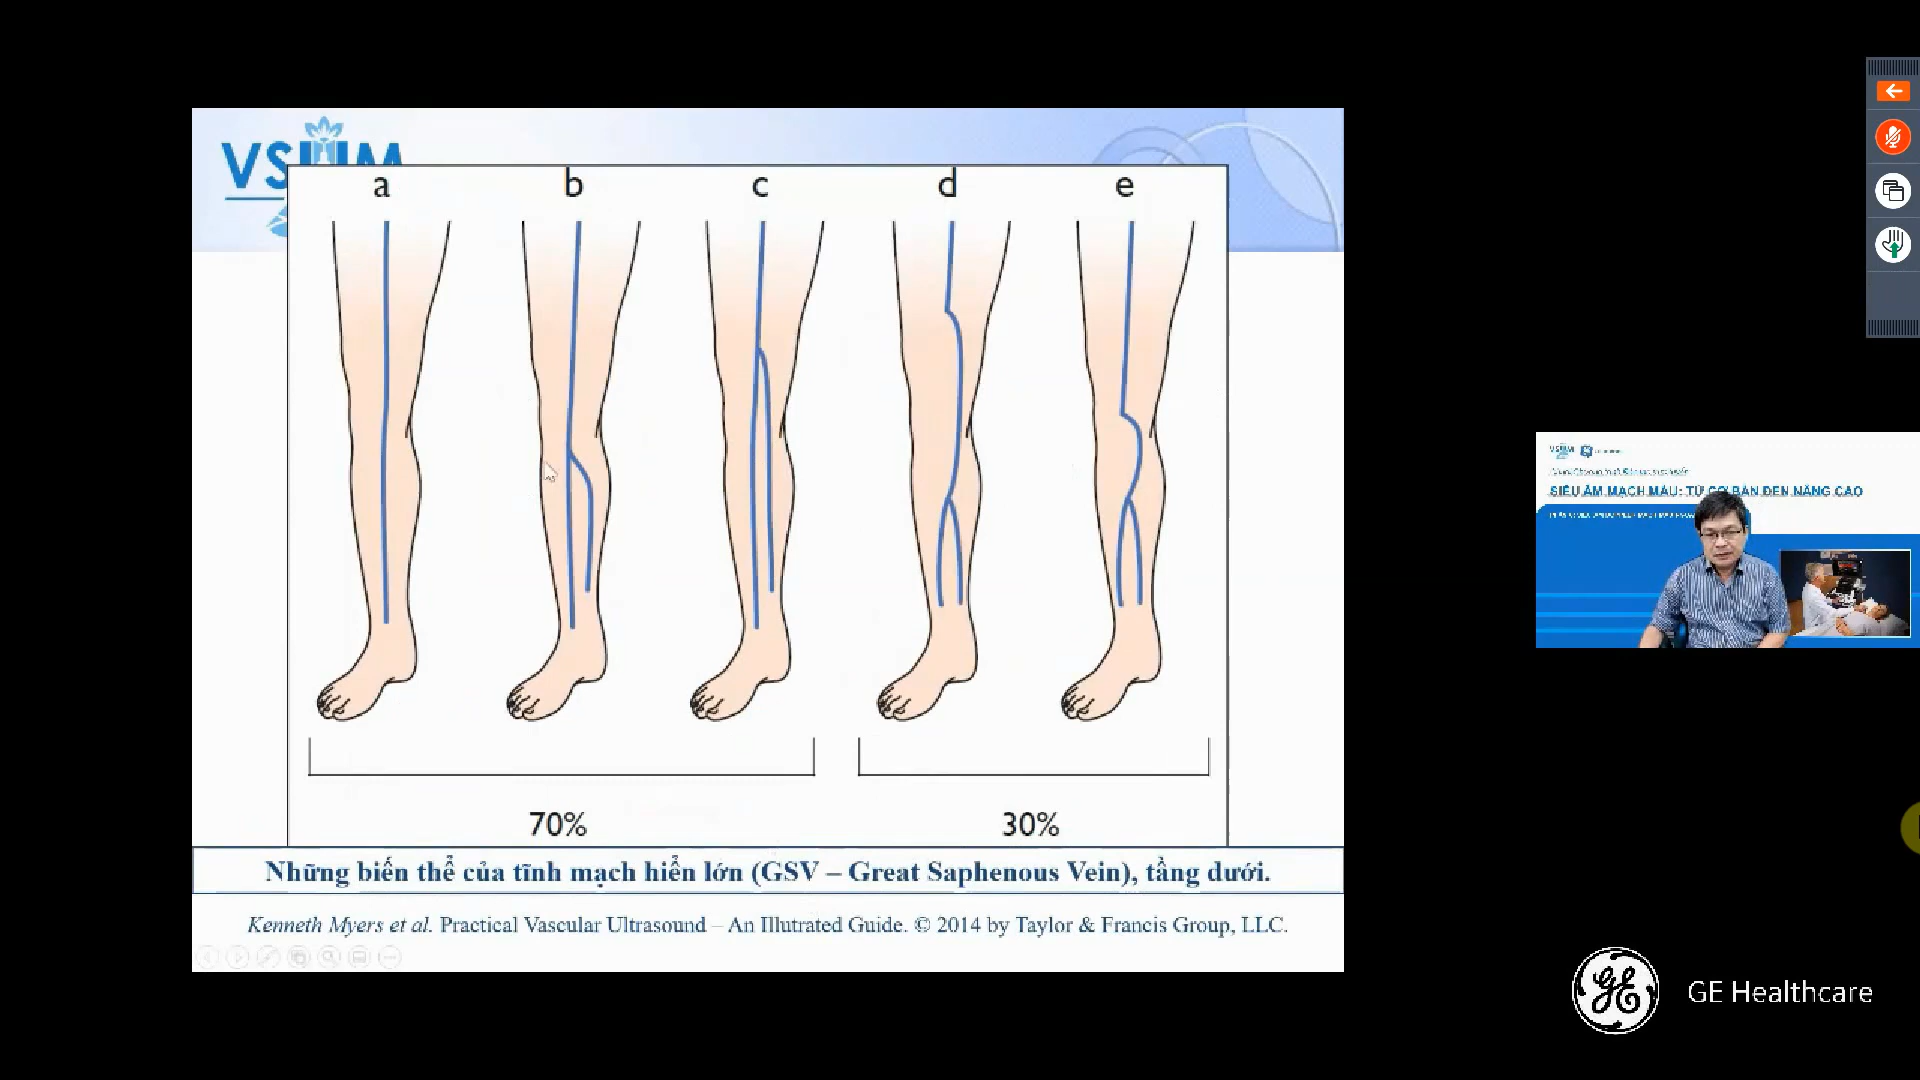 VSUM
a b c d e
70% 30%
Những biến thể của tĩnh mạch hiển lớn (GSV – Great Saphenous Vein), tầng dưới.
Kenneth Myers et al. Practical Vascular Ultrasound – An Illutrated Guide. © 2014 by Taylor & Francis Group, LLC.
VSUM
SIÊU ÂM MẠCH MÁU: TỪ CƠ BẢN ĐẾN NÂNG CAO
GE Healthcare